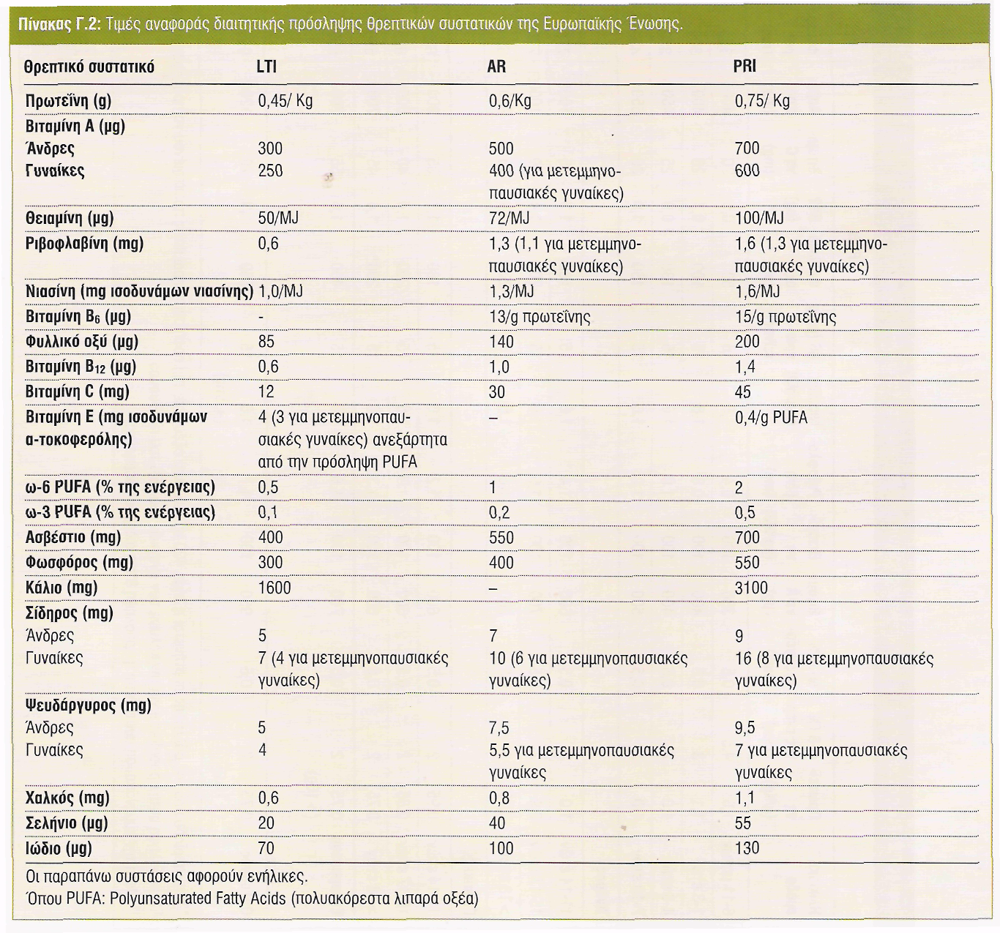 Πίνακας Γ.2: Τιμές αναφοράς διαιτητικής πρόσληψης θρεπτικών συστατικών της Ευρωπαϊκής Ένωσης.
Θρεπτικό συστατικό LTI AR PRI
Πρωτεΐνη (g) 0,45/ Kg 0,6/Kg 0,75/ Kg
Βιταμίνη Α (μg)
Άνδρες 300 500 700
Γυναίκες 250 400 (για μετεμμηνο- 600
παυσιακές γυναίκες)
Θειαμίνη (μg) 50/MJ 72/MJ 100/MJ
Ριβοφλαβίνη (mg) 0,6 1,3 (1,1 για μετεμμηνο- 1,6 (1,3 για μετεμμηνο-
παυσιακές γυναίκες) παυσιακές γυναίκες)
Νιασίνη (mg ισοδυνάμων νιασίνης) 1,0/MJ 1,3/MJ 1,6/MJ
Βιταμίνη Β6 (μg) - 13/g πρωτεΐνης 15/g πρωτεΐνης
Φυλλικό οξύ (μg) 85 140 200
Βιταμίνη Β12 (μg) 0,6 1,0 1,4
Βιταμίνη C (mg) 12 30 45
Βιταμίνη Ε (mg ισοδυνάμων 4 (3 για μετεμμηνοπαυ- – 0,4/g PUFA
α-τοκοφερόλης) σιακές γυναίκες) ανεξάρτητα
από την πρόσληψη PUFA
ω-6 PUFA (% της ενέργειας) 0,5 1 2
ω-3 PUFA (% της ενέργειας) 0,1 0,2 0,5
Ασβέστιο (mg) 400 550 700
Φωσφόρος (mg) 300 400 550
Κάλιο (mg) 1600 – 3100
Σίδηρος (mg)
Άνδρες 5 7 9
Γυναίκες 7 (4 για μετεμμηνοπαυσιακές 10 (6 για μετεμμηνοπαυσιακές 16 (8 για μετεμμηνοπαυσιακές
γυναίκες) γυναίκες) γυναίκες)
Ψευδάργυρος (mg)
Άνδρες 5 7,5 9,5
Γυναίκες 4 5,5 για μετεμμηνοπαυσιακές 7 για μετεμμηνοπαυσιακές
γυναίκες γυναίκες
Χαλκός (mg) 0,6 0,8 1,1
Σελήνιο (μg) 20 40 55
Ιώδιο (μg) 70 100 130
Οι παραπάνω συστάσεις αφορούν ενήλικες.
Όπου PUFA: Polyunsaturated Fatty Acids (πολυακόρεστα λιπαρά οξέα)